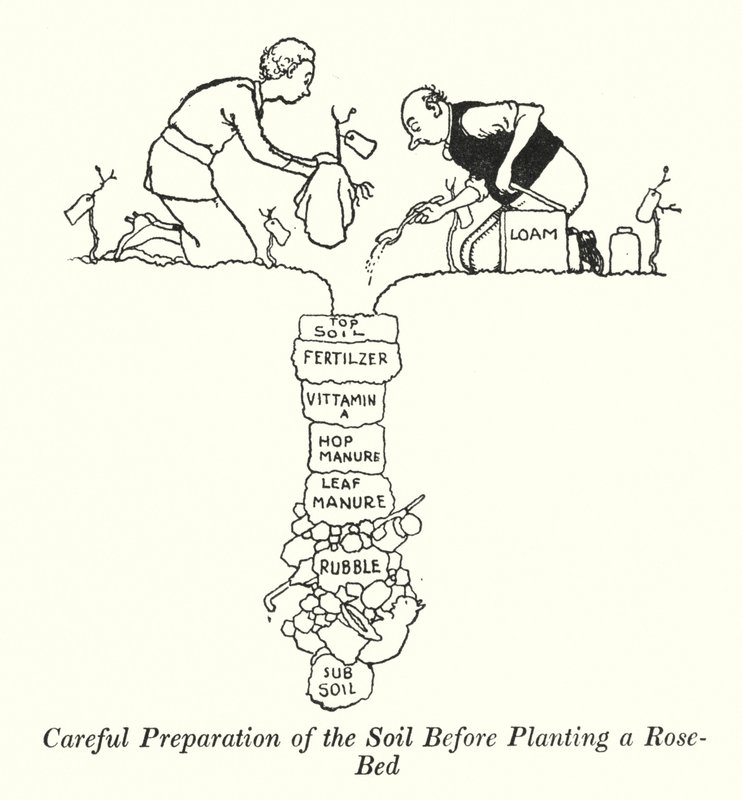 LOAM
TOP
SOIL
FERTILZER
VITTAMIN
A
HOP
MANURE
LEAF
MANURE
RUBBLE
SUB
SOIL
Careful Preparation of the Soil Before Planting a Rose-
Bed